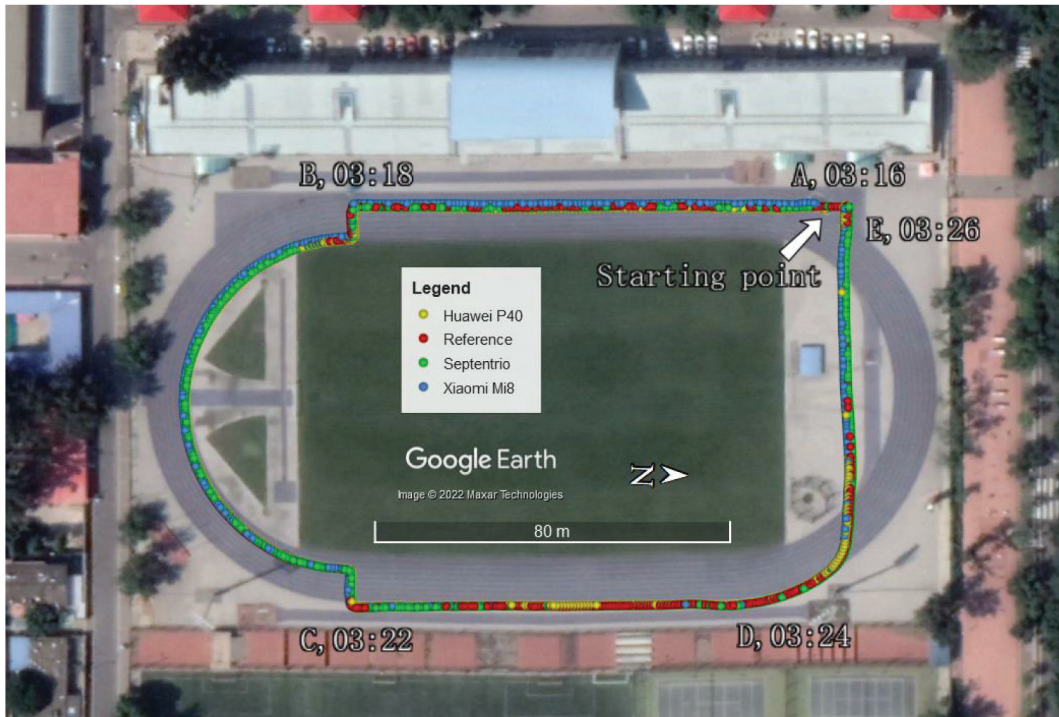 B, 03:18
A, 03:16
E, 03:26
Starting point
Legend
Huawei P40
Reference
Septentrio
Xiaomi Mi8
Google Earth
N
Image © 2022 Maxar Technologies
80 m
C, 03:22
D, 03:24